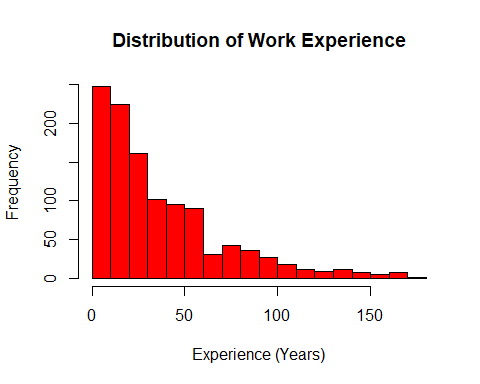 Distribution of Work Experience
Frequency
200
100
50
0
0 50 100 150
Experience (Years)